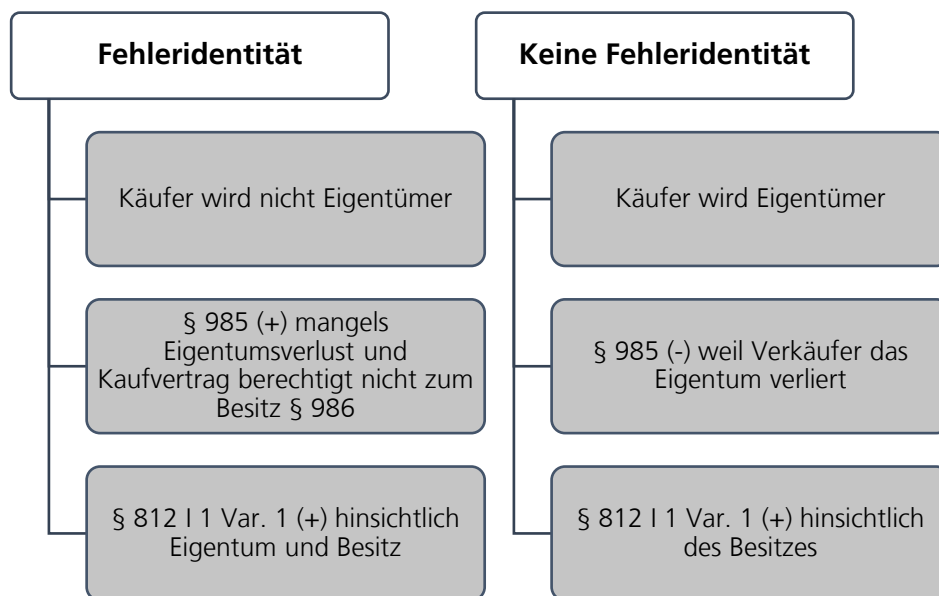 Fehleridentität
Käufer wird nicht Eigentümer
§ 985 (+) mangels
Eigentumsverlust und
Kaufvertrag berechtigt nicht zum
Besitz § 986
§ 812 I 1 Var. 1 (+) hinsichtlich
Eigentum und Besitz
Keine Fehleridentität
Käufer wird Eigentümer
§ 985 (-) weil Verkäufer das
Eigentum verliert
§ 812 I 1 Var. 1 (+) hinsichtlich
des Besitzes